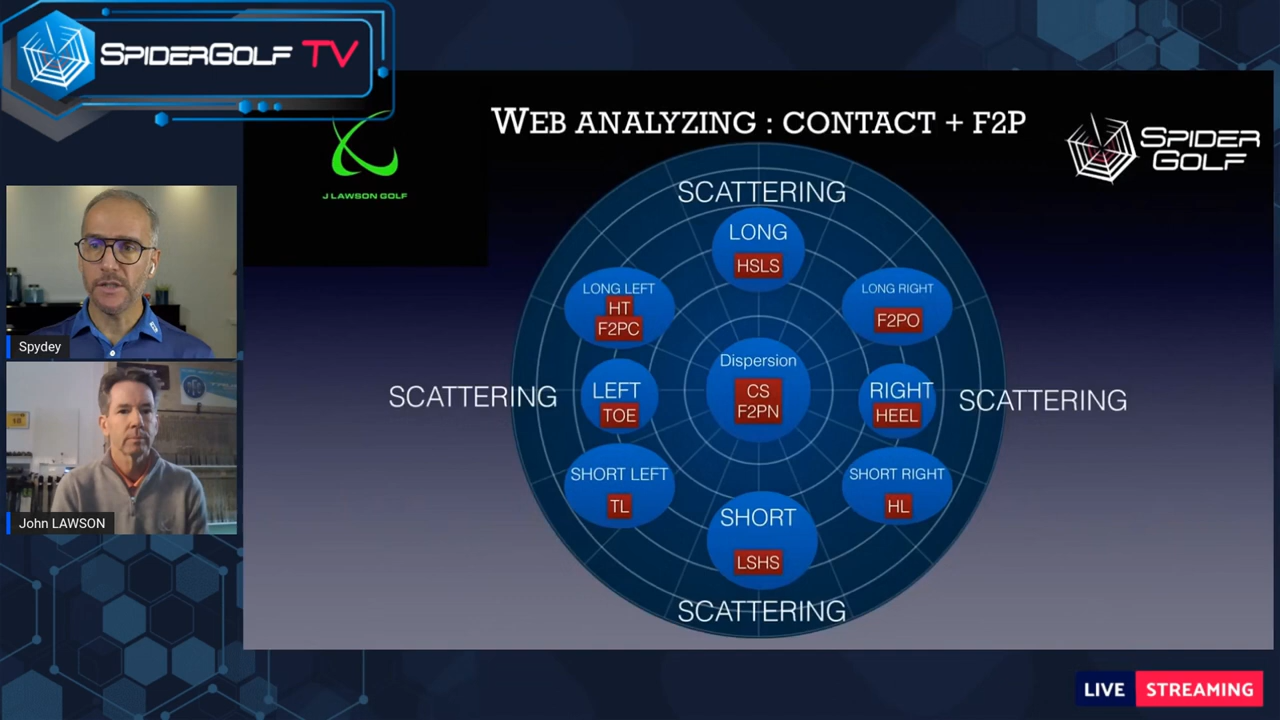 SPIDERGOLF TV
WEB ANALYZING : CONTACT + F2P
SPIDER
GOLF
J LAWSON GOLF
SCATTERING
LONG
HSLS
LONG LEFT
HT
F2PC
LONG RIGHT
F2PO
Dispersion
CS
F2PN
LEFT
TOE
RIGHT
HEEL
SCATTERING
SCATTERING
SHORT LEFT
TL
SHORT RIGHT
HL
SHORT
LSHS
SCATTERING
Spydey
John LAWSON
LIVE STREAMING